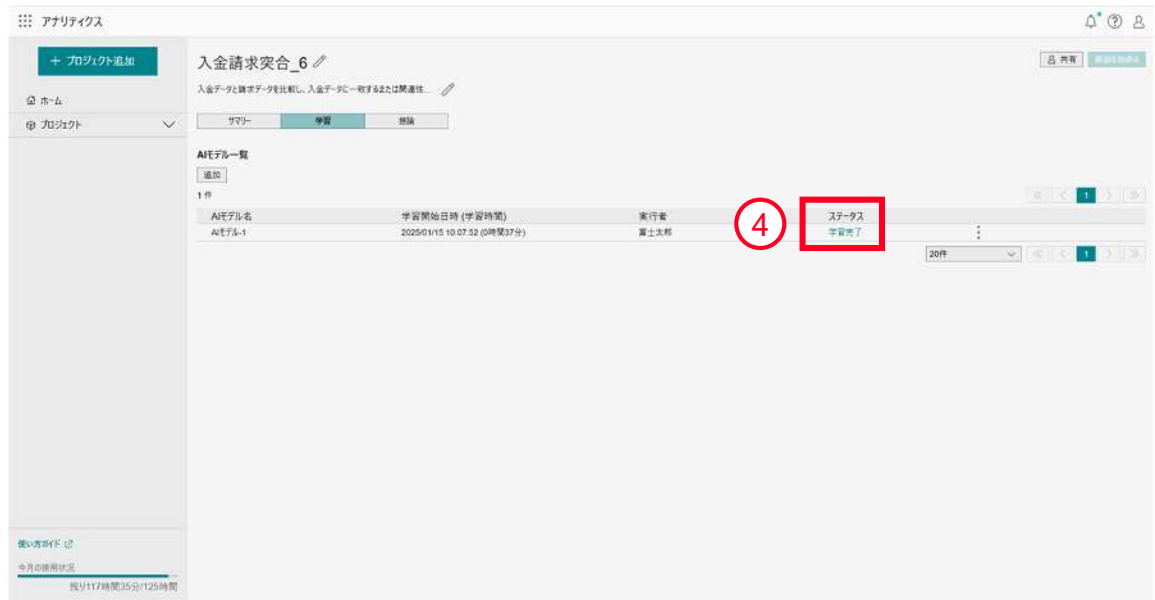 アナリティクス
+ プロジェクト追加
ホーム
プロジェクト
入金請求突合_6
共有
入金データと請求データを比較し、入金データに一致するまたは関連性...
サマリー 学習 推論
AIモデル一覧
追加
1 件
1
AIモデル名 学習開始日時 (学習時間) 実行者 ステータス
AIモデル-1 2025/01/15 10:07:52 (0時間37分) 富士太郎 学習完了
4
20件
1
使い方ガイド
今月の使用状況
残り117時間35分/125時間